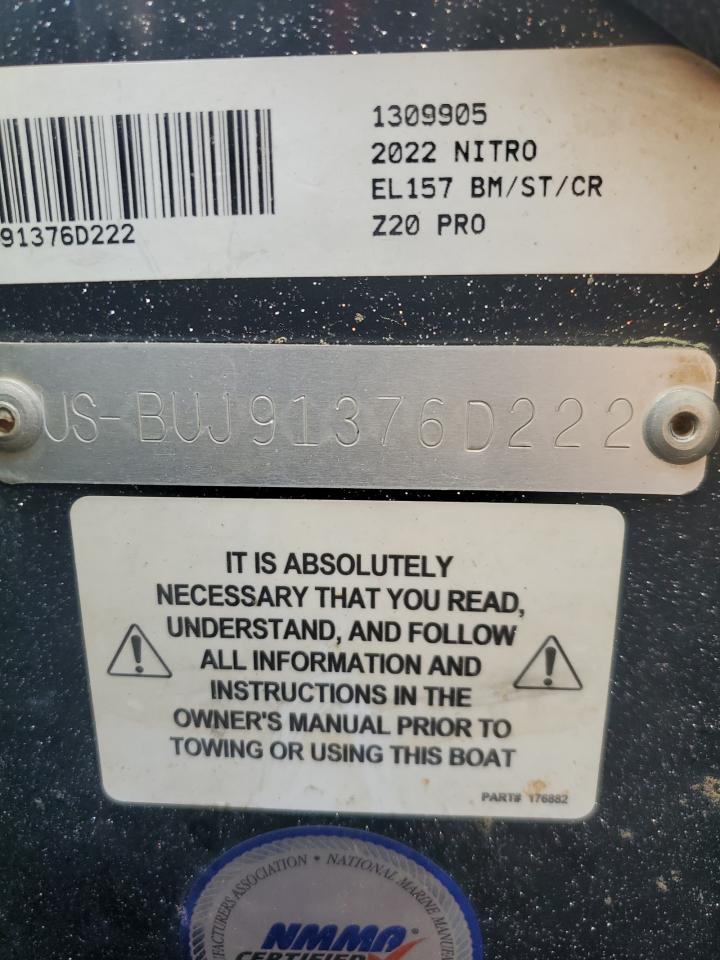 1309905
2022 NITRO
EL157 BM/ST/CR
Z20 PRO
91376D222
US-BUJ91376D222
IT IS ABSOLUTELY
NECESSARY THAT YOU READ,
UNDERSTAND, AND FOLLOW
ALL INFORMATION AND
INSTRUCTIONS IN THE
OWNER'S MANUAL PRIOR TO
TOWING OR USING THIS BOAT
PART# 176882
ASSOCIATION • NATIONAL MARINE
NMMA®
CERTIFIED